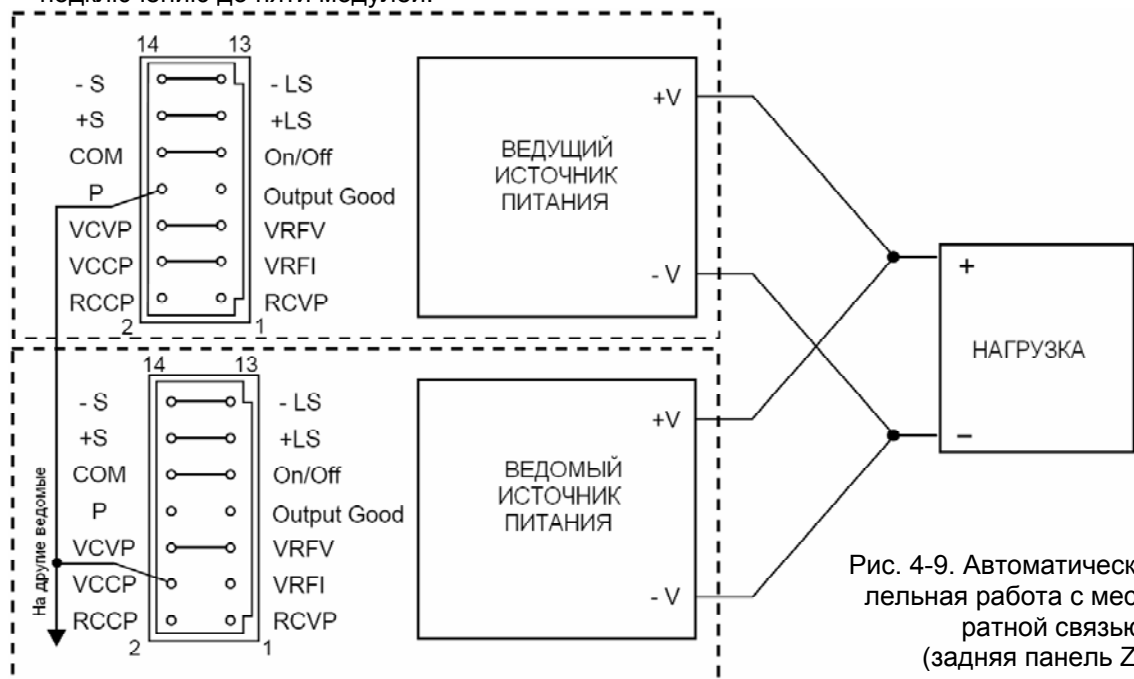 подключению до пяти модулей.
14 13
- S - LS
+S +LS
COM On/Off
P Output Good
VCVP VRFV
VCCP VRFI
RCCP RCVP
2 1
ВЕДУЩИЙ
ИСТОЧНИК
ПИТАНИЯ
+V
- V
14 13
- S - LS
+S +LS
COM On/Off
P Output Good
VCVP VRFV
VCCP VRFI
RCCP RCVP
2 1
На другие ведомые
ВЕДОМЫЙ
ИСТОЧНИК
ПИТАНИЯ
+V
- V
+
НАГРУЗКА
–
Рис. 4-9. Автоматическ
лельная работа с мес
ратной связью
(задняя панель Z